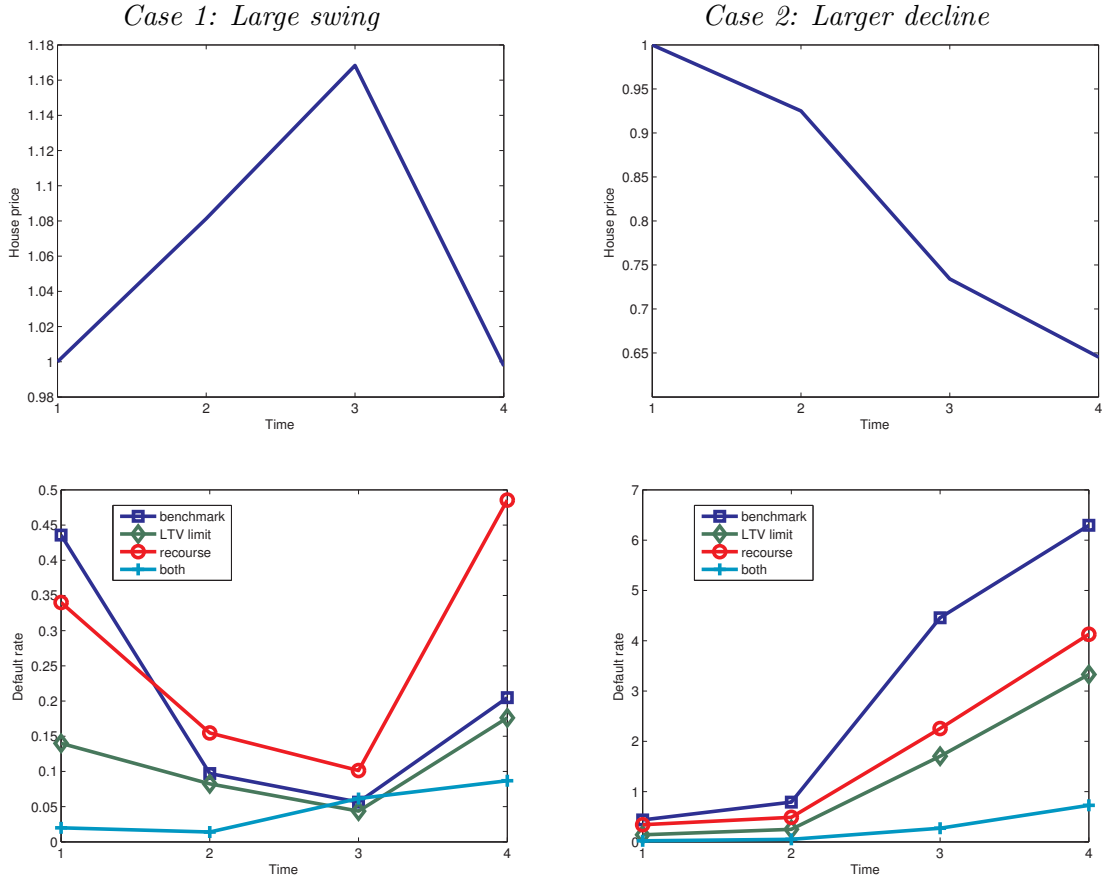 Case 1: Large swing
1.18
1.16
1.14
1.12
1.1
1.08
1.06
1.04
1.02
1
0.98
House price
1 2 3 4
Time
Case 2: Larger decline
1
0.95
0.9
0.85
0.8
0.75
0.7
0.65
House price
1 2 3 4
Time
0.5
0.45
0.4
0.35
0.3
0.25
0.2
0.15
0.1
0.05
0
Default rate
benchmark
LTV limit
recourse
both
1 2 3 4
Time
7
6
5
4
3
2
1
0
Default rate
benchmark
LTV limit
recourse
both
1 2 3 4
Time